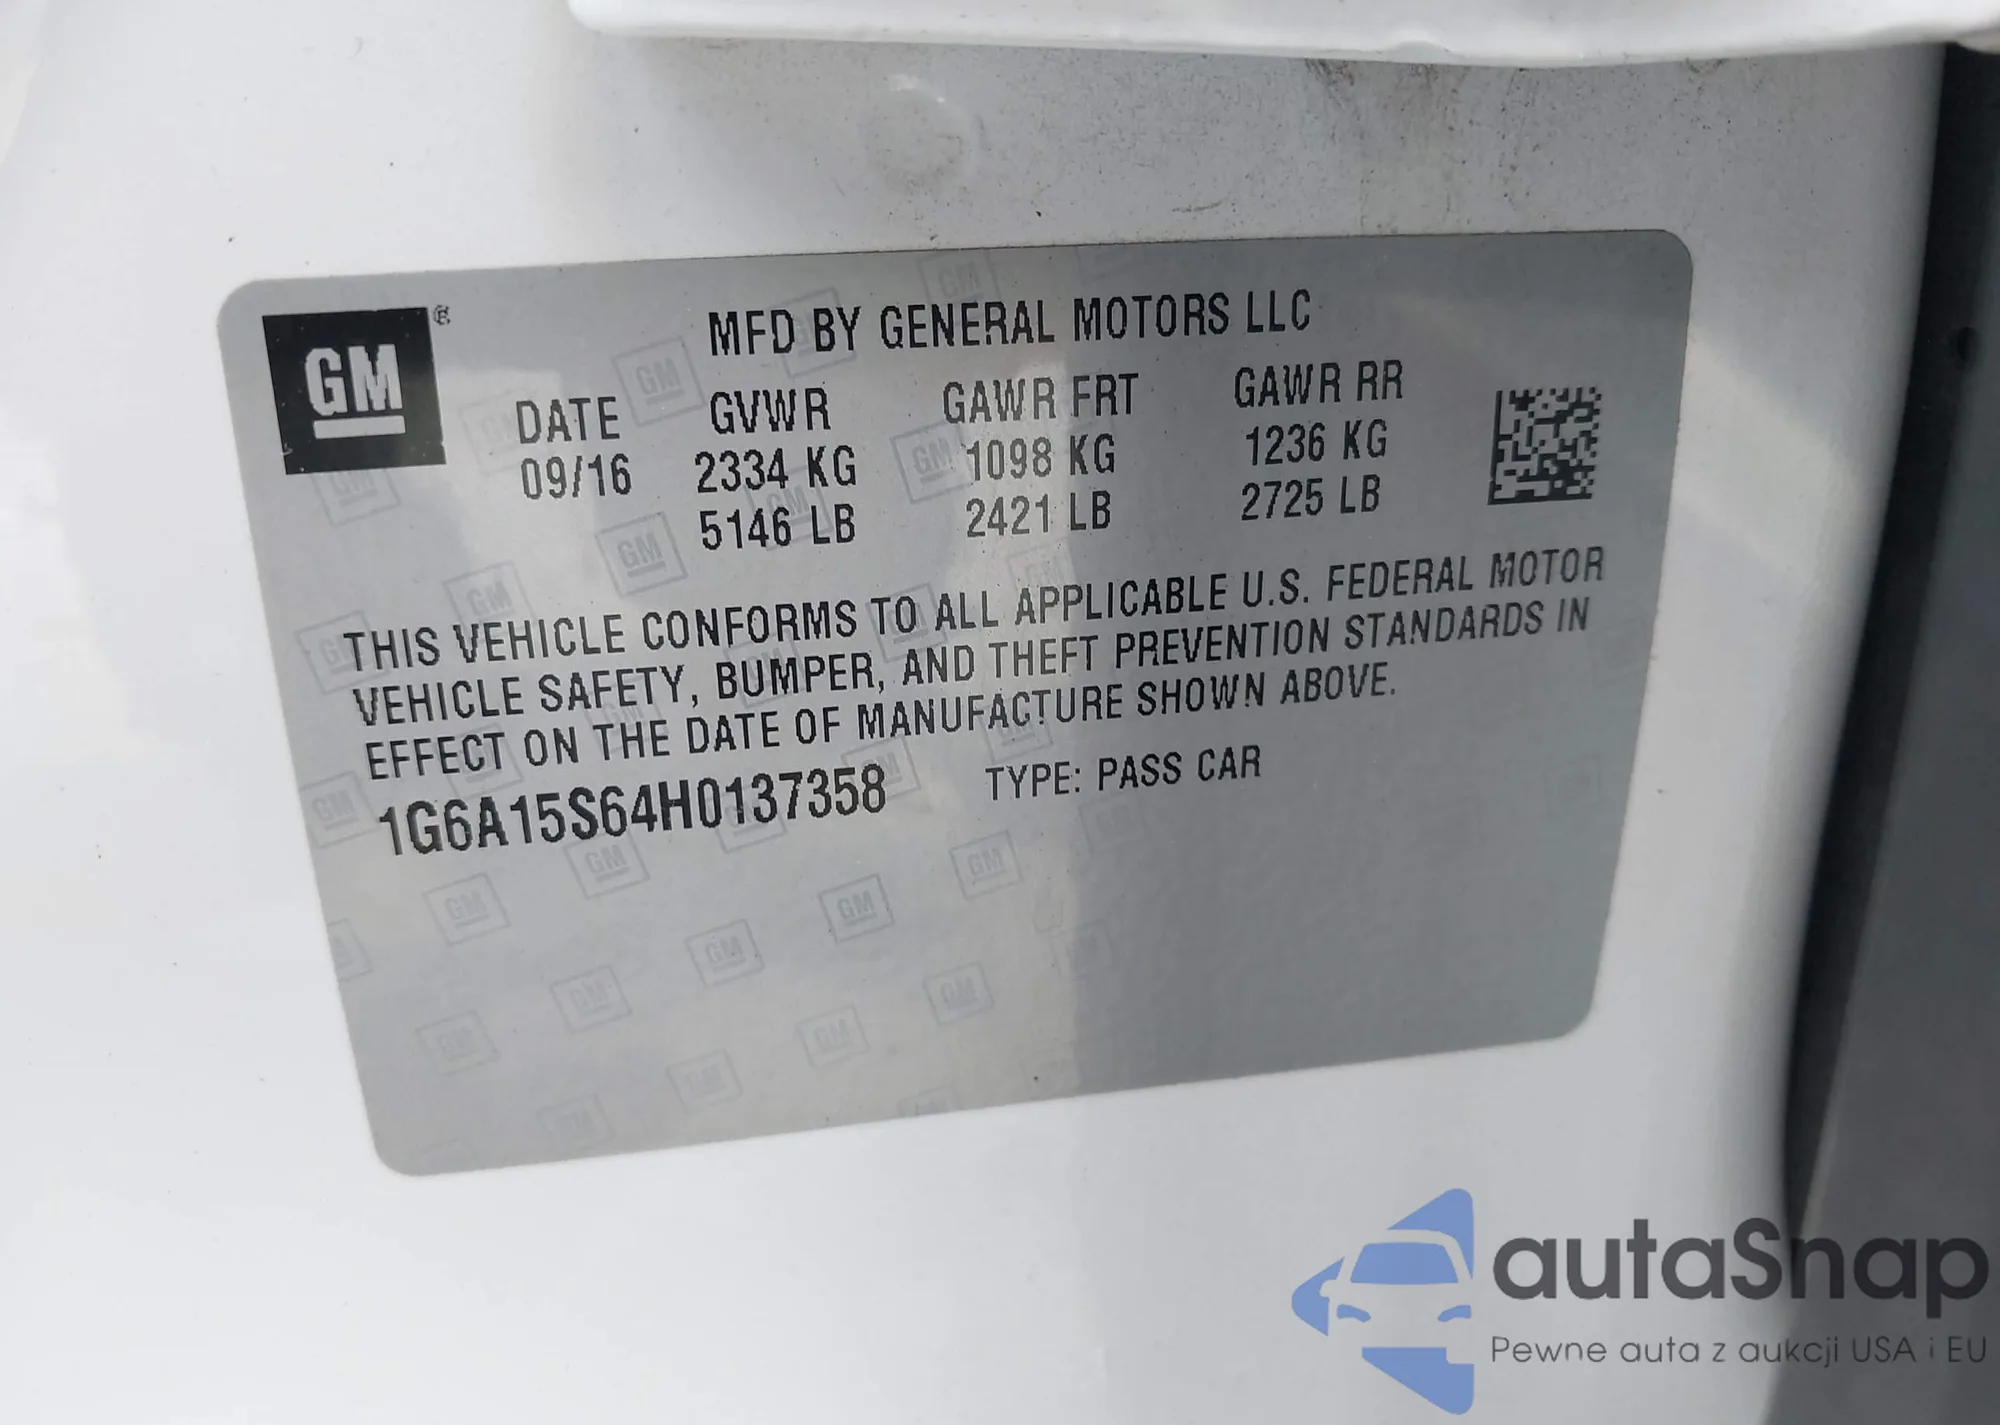 GM
MFD BY GENERAL MOTORS LLC
DATE GVWR GAWR FRT GAWR RR
09/16 2334 KG 1098 KG 1236 KG
5146 LB 2421 LB 2725 LB
THIS VEHICLE CONFORMS TO ALL APPLICABLE U.S. FEDERAL MOTOR
VEHICLE SAFETY, BUMPER, AND THEFT PREVENTION STANDARDS IN
EFFECT ON THE DATE OF MANUFACTURE SHOWN ABOVE.
1G6A15S64H0137358 TYPE: PASS CAR
autaSnap
Pewne auta z aukcji USA i EU